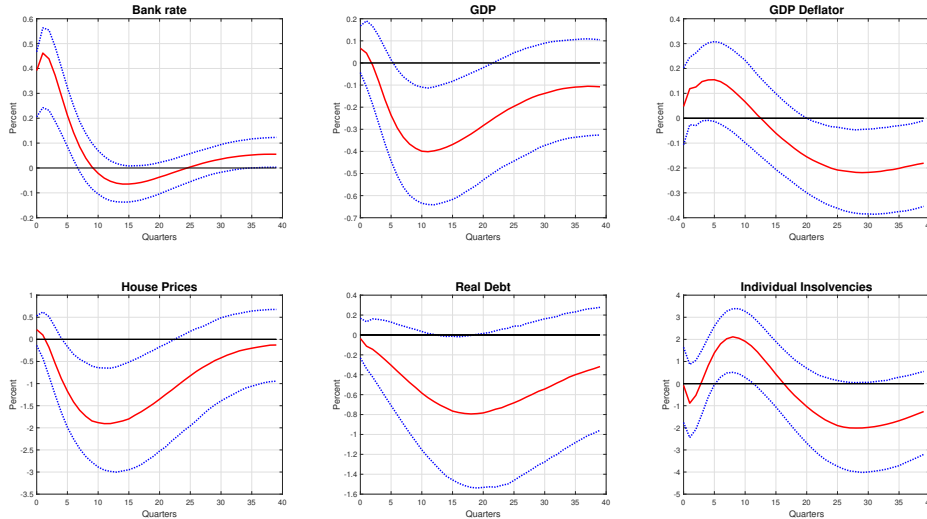 Bank rate
Percent
0.6
0.5
0.4
0.3
0.2
0.1
0
-0.1
-0.2
0 5 10 15 20 25 30 35 40
Quarters
GDP
Percent
0.2
0.1
0
-0.1
-0.2
-0.3
-0.4
-0.5
-0.6
-0.7
0 5 10 15 20 25 30 35 40
Quarters
GDP Deflator
Percent
0.4
0.3
0.2
0.1
0
-0.1
-0.2
-0.3
-0.4
0 5 10 15 20 25 30 35 40
Quarters
House Prices
Percent
1
0.5
0
-0.5
-1
-1.5
-2
-2.5
-3
-3.5
0 5 10 15 20 25 30 35 40
Quarters
Real Debt
Percent
0.4
0.2
0
-0.2
-0.4
-0.6
-0.8
-1
-1.2
-1.4
-1.6
0 5 10 15 20 25 30 35 40
Quarters
Individual Insolvencies
Percent
4
3
2
1
0
-1
-2
-3
-4
-5
0 5 10 15 20 25 30 35 40
Quarters